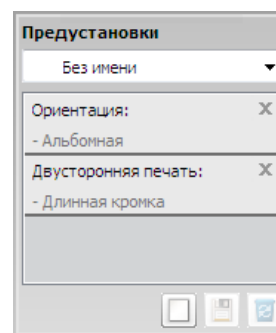 Предустановки
Без имени
Ориентация:
- Альбомная
Двусторонняя печать:
- Длинная кромка